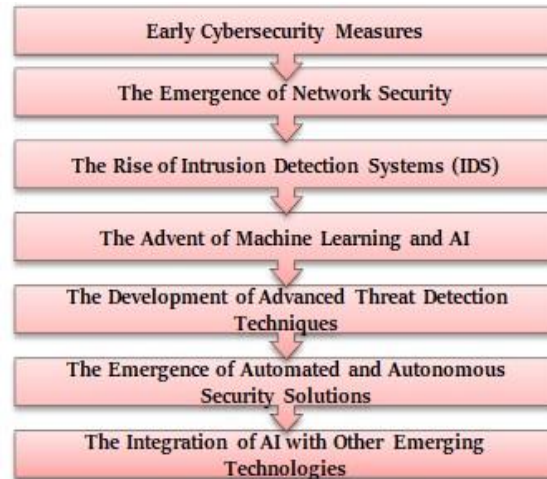 Early Cybersecurity Measures
The Emergence of Network Security
The Rise of Intrusion Detection Systems (IDS)
The Advent of Machine Learning and AI
The Development of Advanced Threat Detection
Techniques
The Emergence of Automated and Autonomous
Security Solutions
The Integration of AI with Other Emerging
Technologies